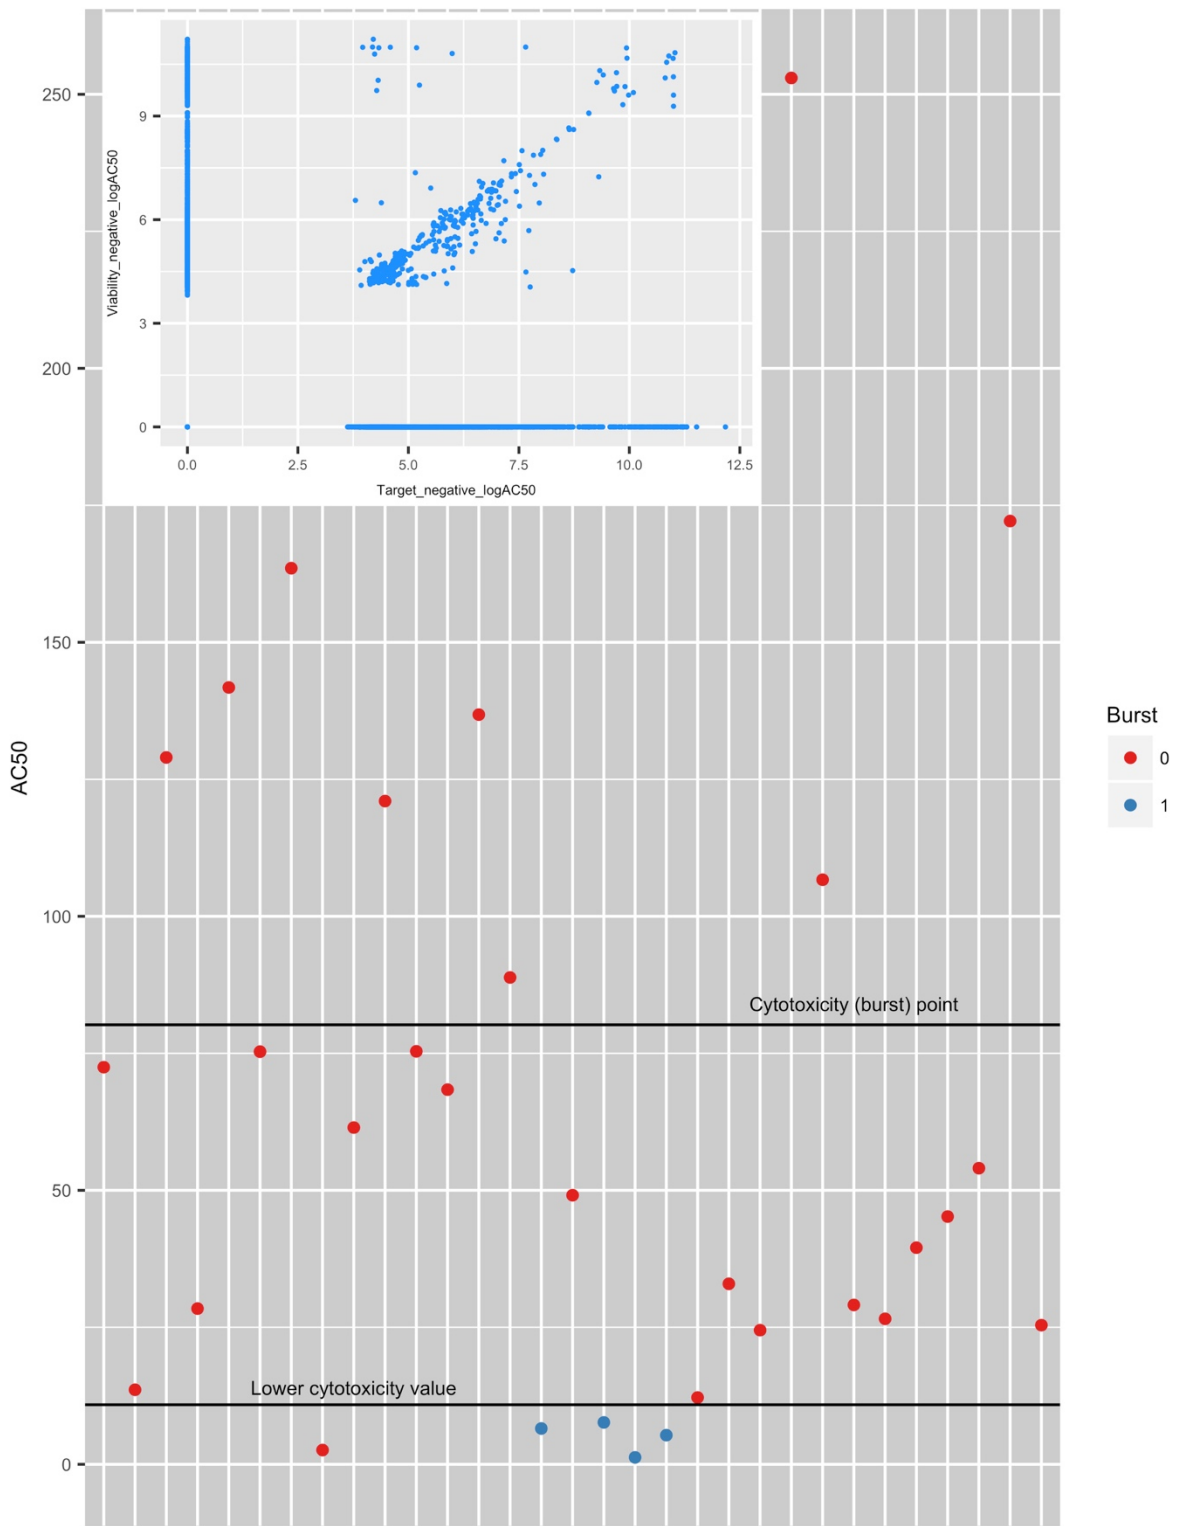 250
200
150
100
50
0
AC50
9
6
3
0
Viability_negative_logAC50
0.0 2.5 5.0 7.5 10.0 12.5
Target_negative_logAC50
Cytotoxicity (burst) point
Lower cytotoxicity value
Burst
0
1